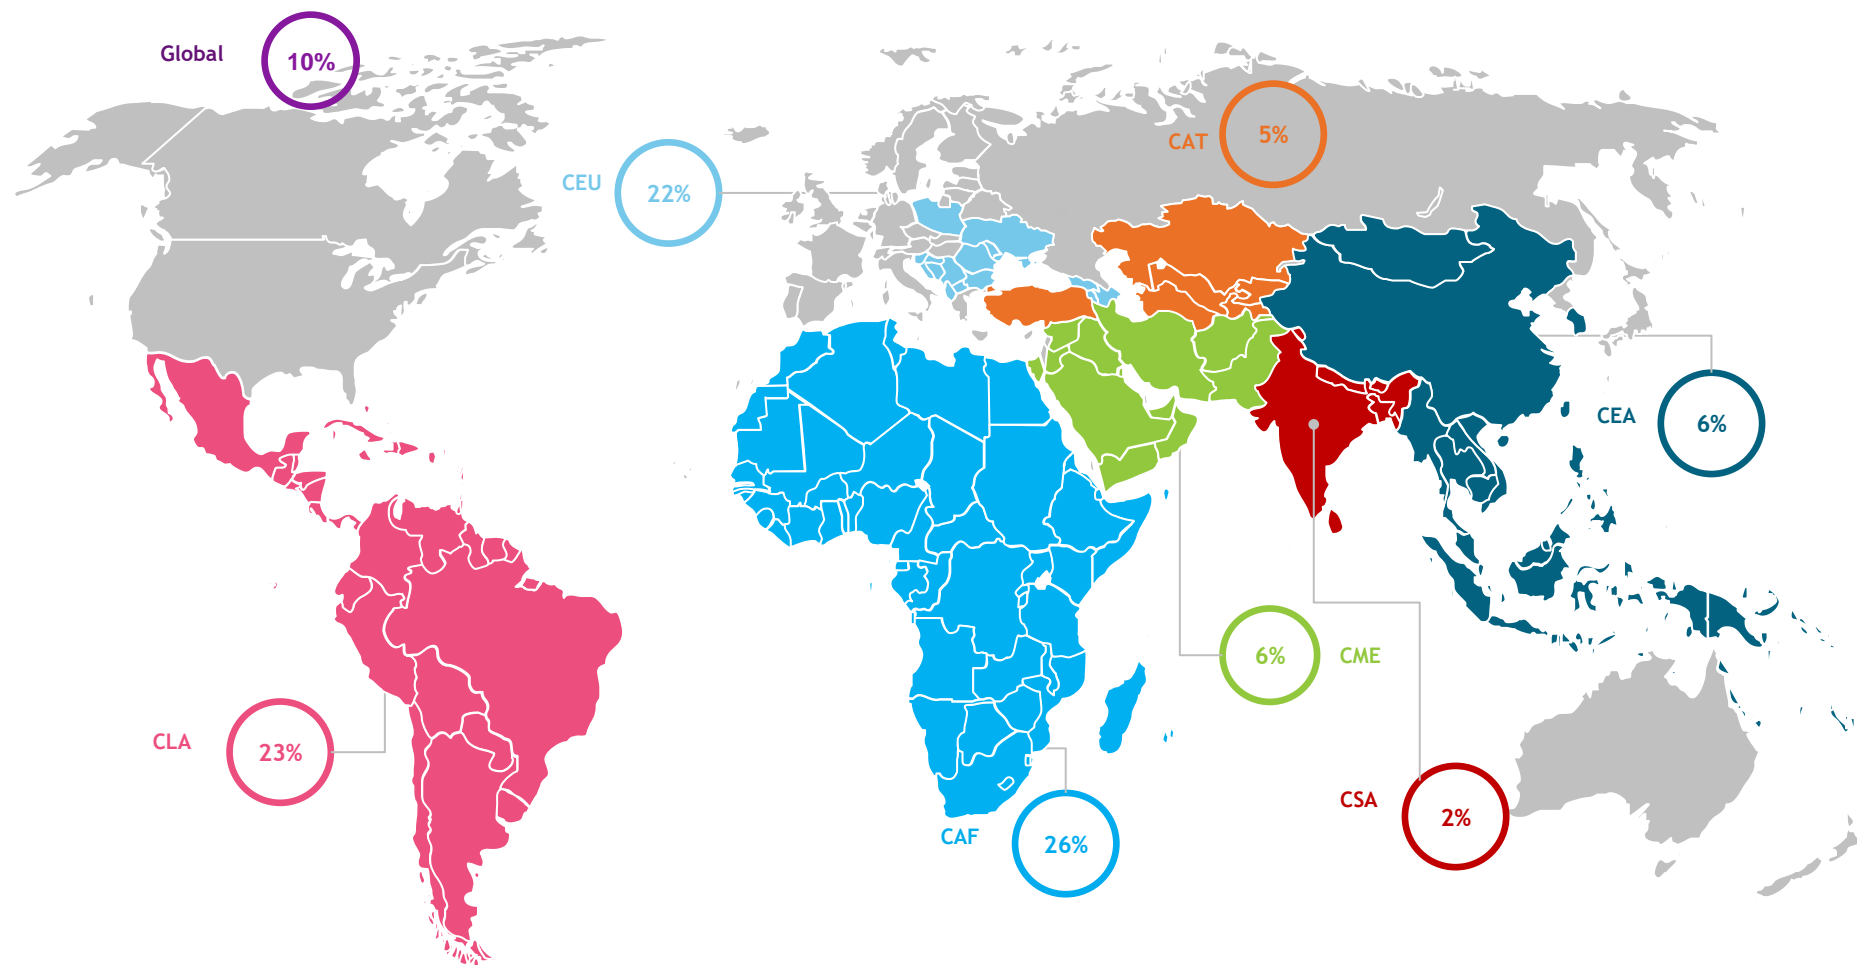 Global
10%
CAT
5%
CEU
22%
CEA
6%
6%
CME
CLA
23%
CSA
2%
CAF
26%